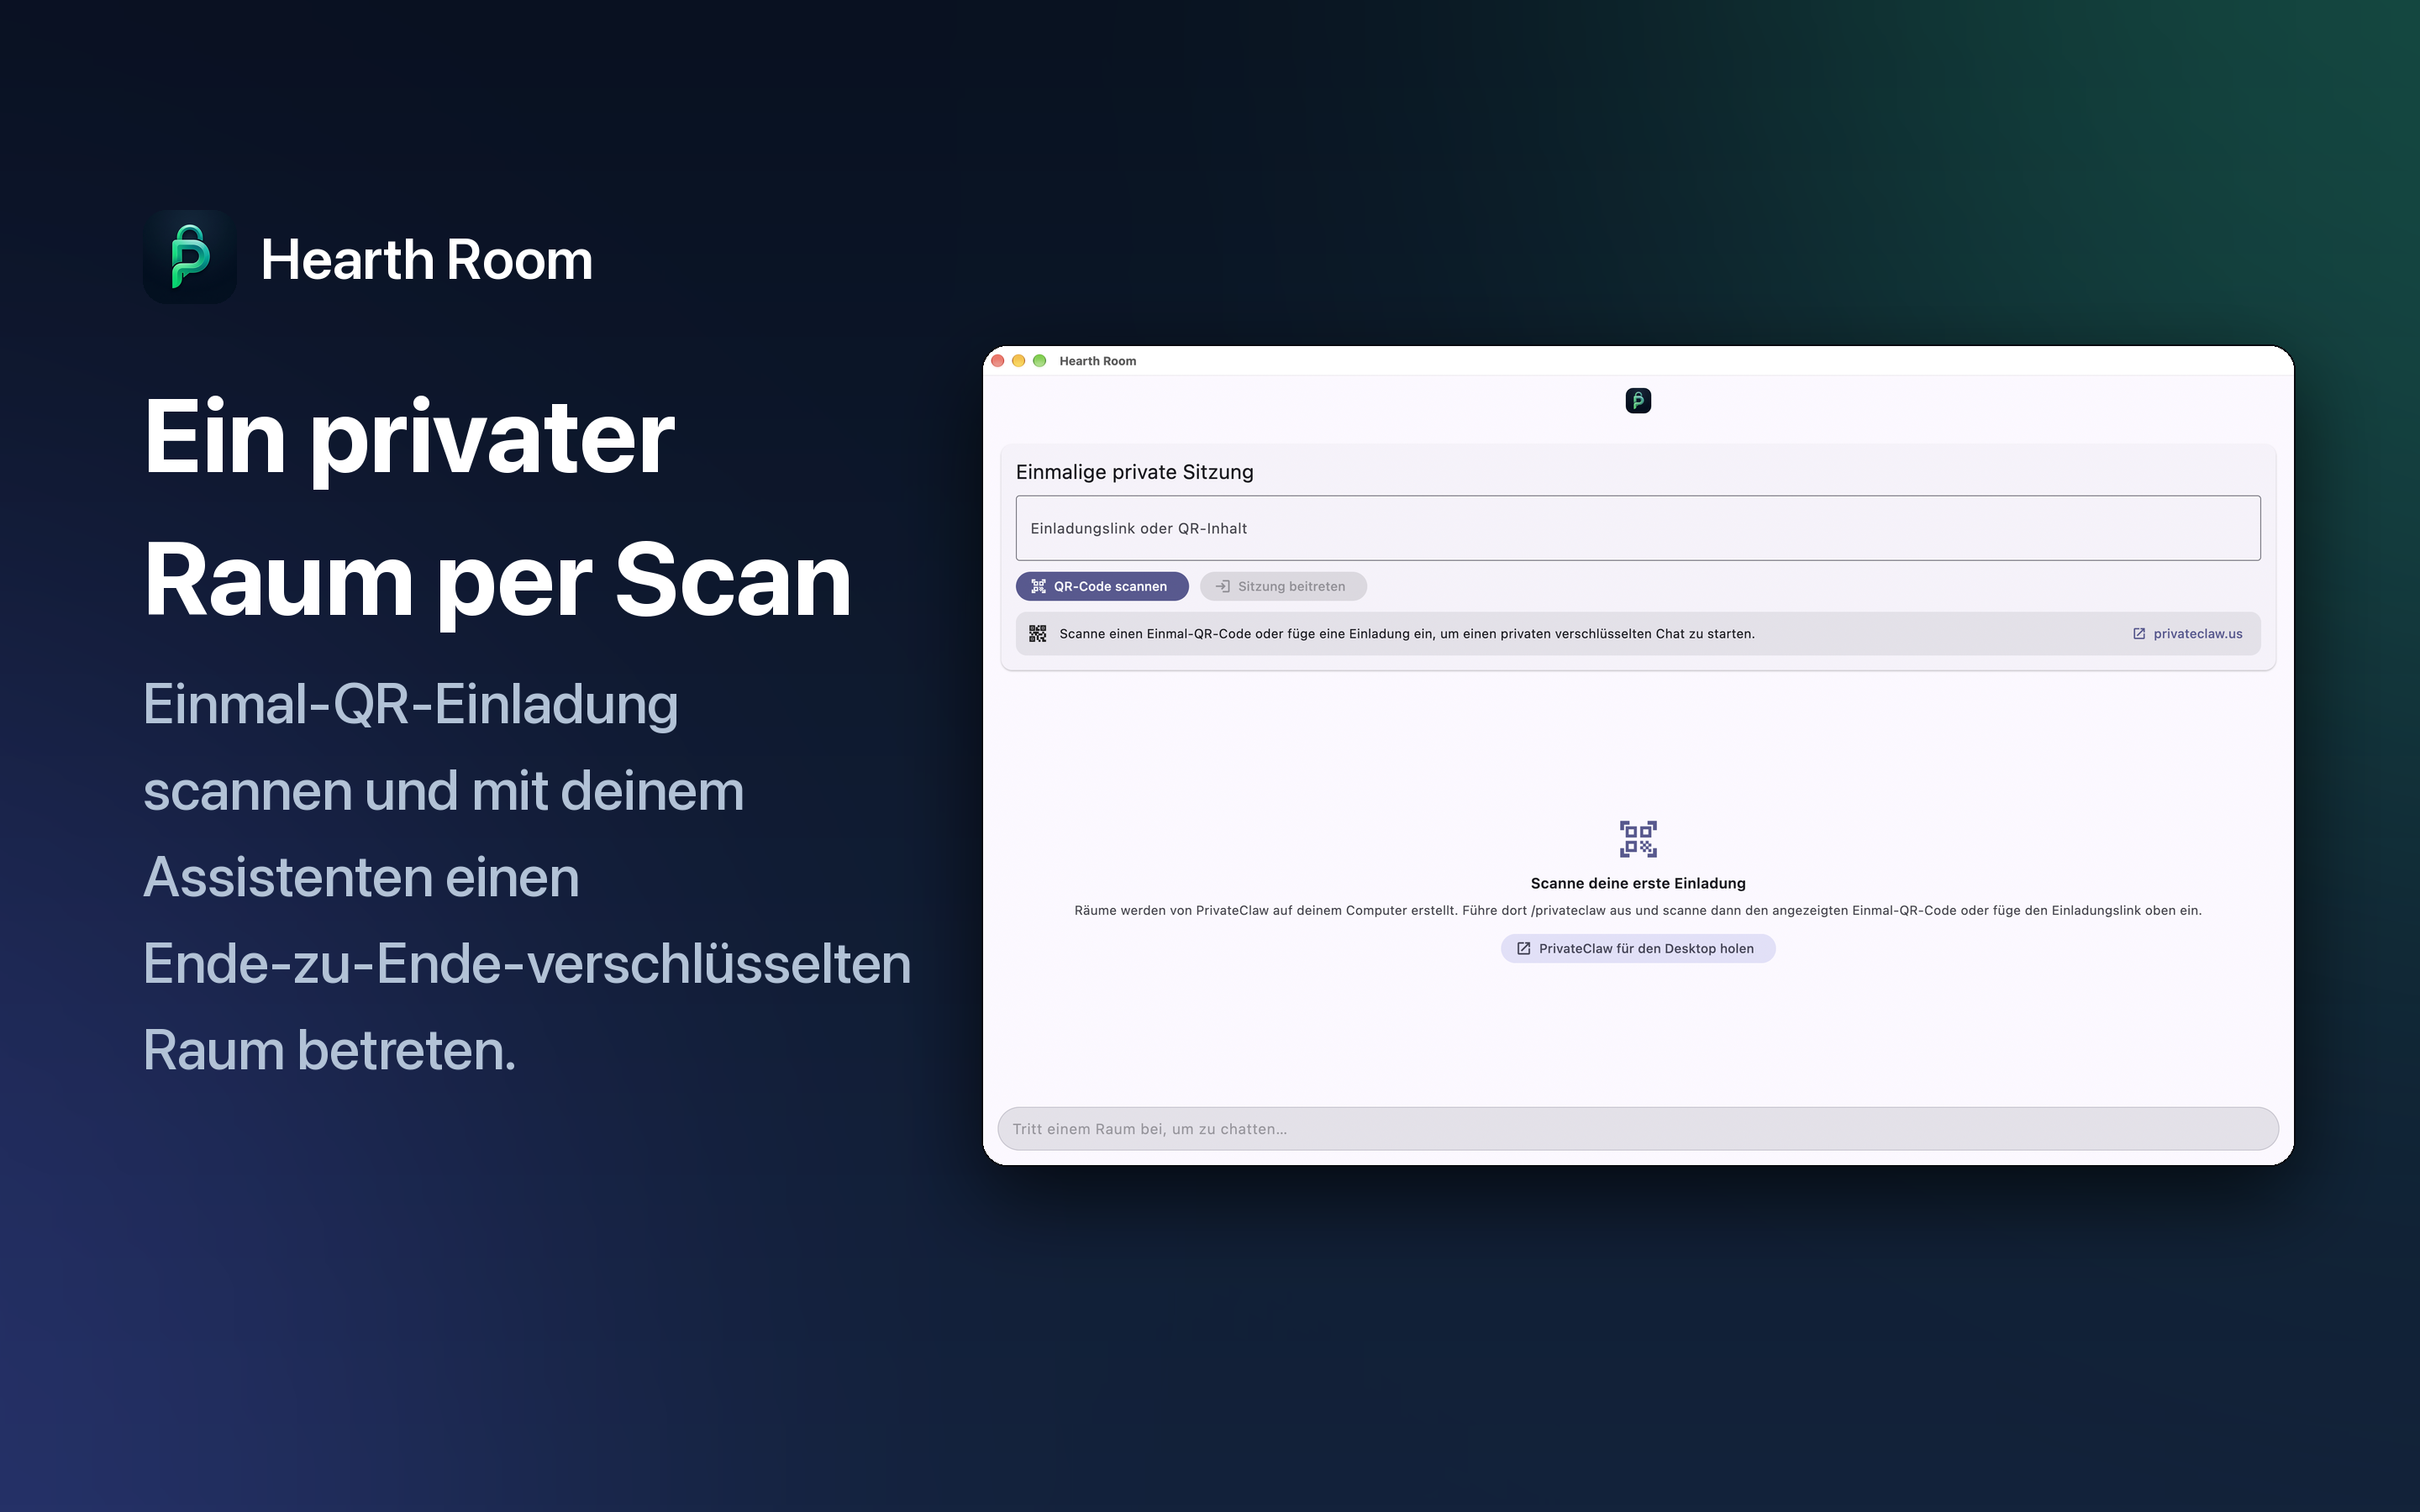 Hearth Room
Ein privater
Raum per Scan
Einmal-QR-Einladung
scannen und mit deinem
Assistenten einen
Ende-zu-Ende-verschlüsselten
Raum betreten.
Hearth Room
Einmalige private Sitzung
Einladungslink oder QR-Inhalt
QR-Code scannen
Sitzung beitreten
Scanne einen Einmal-QR-Code oder füge eine Einladung ein, um einen privaten verschlüsselten Chat zu starten.
privateclaw.us
Scanne deine erste Einladung
Räume werden von PrivateClaw auf deinem Computer erstellt. Führe dort /privateclaw aus und scanne dann den angezeigten Einmal-QR-Code oder füge den Einladungslink oben ein.
PrivateClaw für den Desktop holen
Tritt einem Raum bei, um zu chatten…